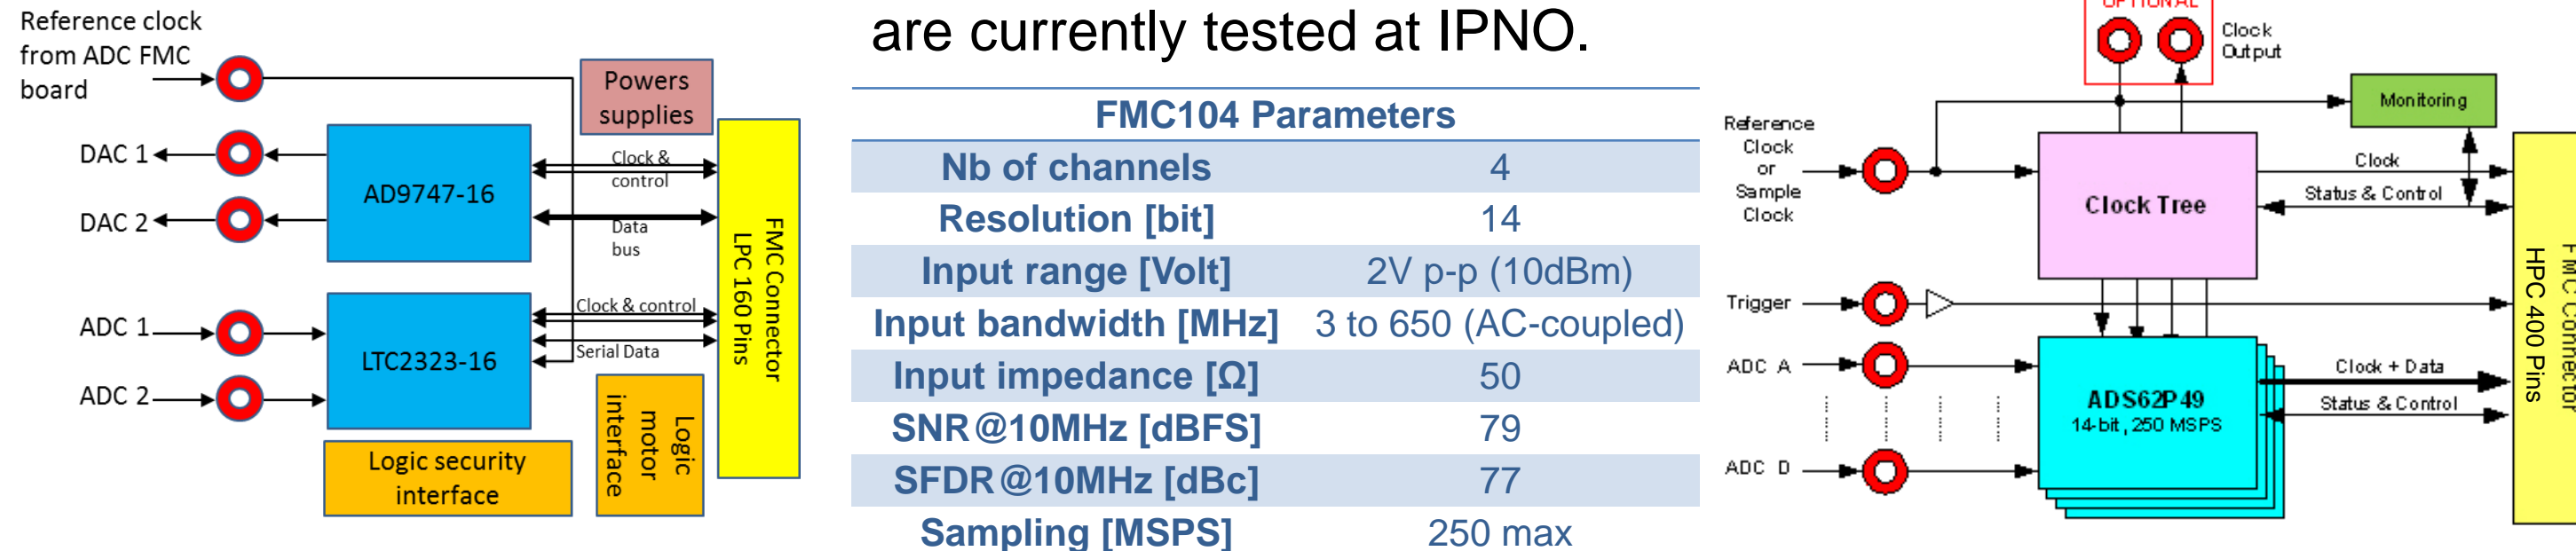 Reference clock
from ADC FMC
board
DAC 1
DAC 2
ADC 1
ADC 2
AD9747-16
LTC2323-16
Powers
supplies
Clock &
control
Data
bus
Clock & control
Serial Data
FMC Connector
LPC 160 Pins
Logic security
interface
Logic
motor
interface
are currently tested at IPNO.
FMC104 Parameters
Nb of channels 4
Resolution [bit] 14
Input range [Volt] 2V p-p (10dBm)
Input bandwidth [MHz] 3 to 650 (AC-coupled)
Input impedance [Ω] 50
SNR@10MHz [dBFS] 79
SFDR@10MHz [dBc] 77
Sampling [MSPS] 250 max
OPTIONAL
Clock
Output
Monitoring
Reference
Clock
or
Sample
Clock
Clock Tree
Clock
Status & Control
Trigger
ADC A
ADC D
ADS62P49
14-bit, 250 MSPS
Clock + Data
Status & Control
FMC Connector
HPC 400 Pins